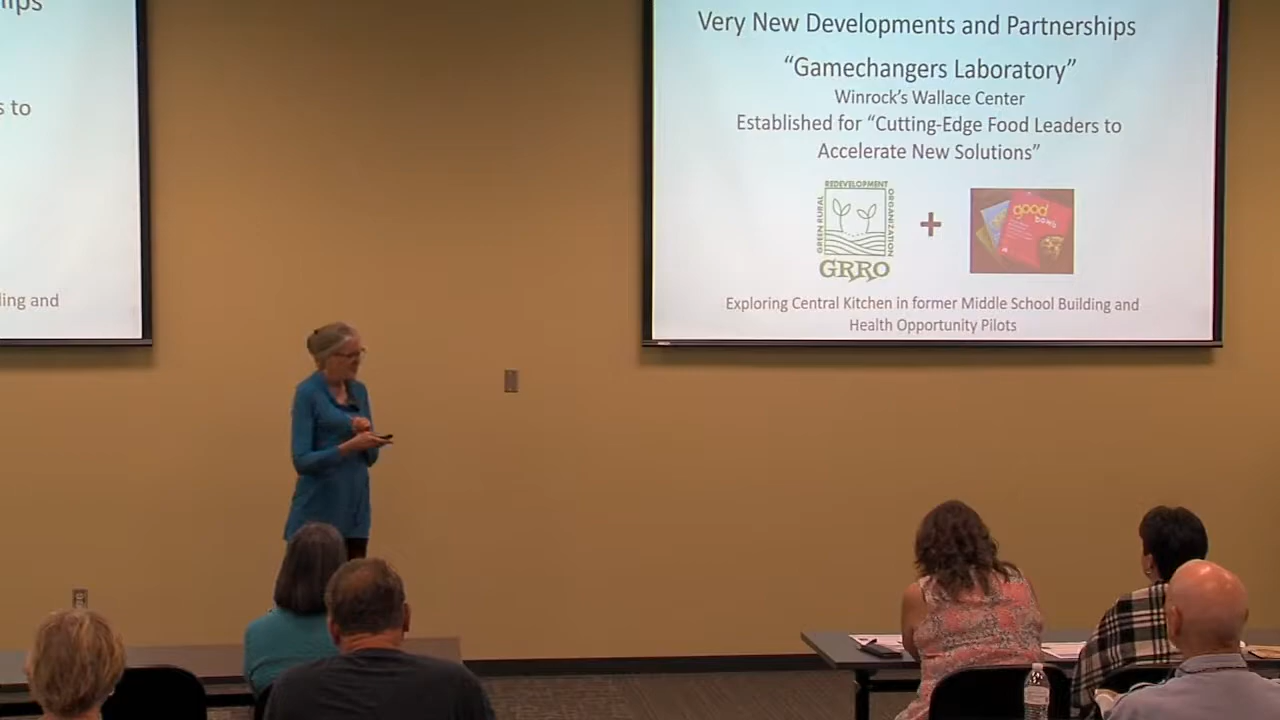 s to
ing and
Very New Developments and Partnerships
“Gamechangers Laboratory”
Winrock's Wallace Center
Established for “Cutting-Edge Food Leaders to
Accelerate New Solutions”
REDEVELOPMENT
GREEN RURAL
ORGANIZATION
GRRO
+
good
bowls
Exploring Central Kitchen in former Middle School Building and
Health Opportunity Pilots